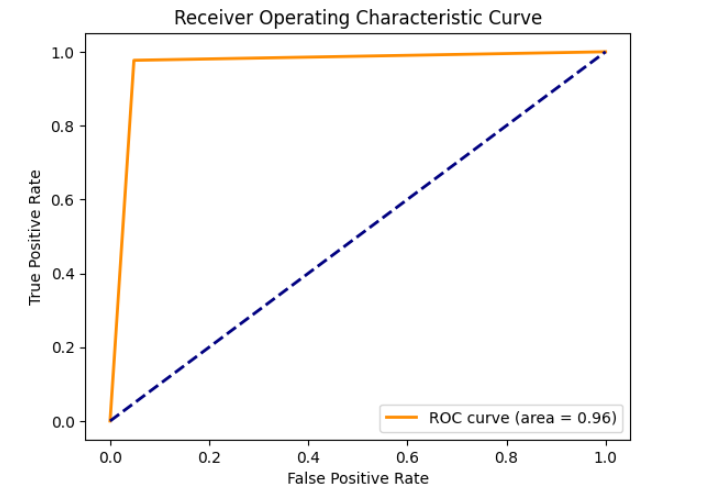 Receiver Operating Characteristic Curve
True Positive Rate
1.0
0.8
0.6
0.4
0.2
0.0
ROC curve (area = 0.96)
0.0 0.2 0.4 0.6 0.8 1.0
False Positive Rate